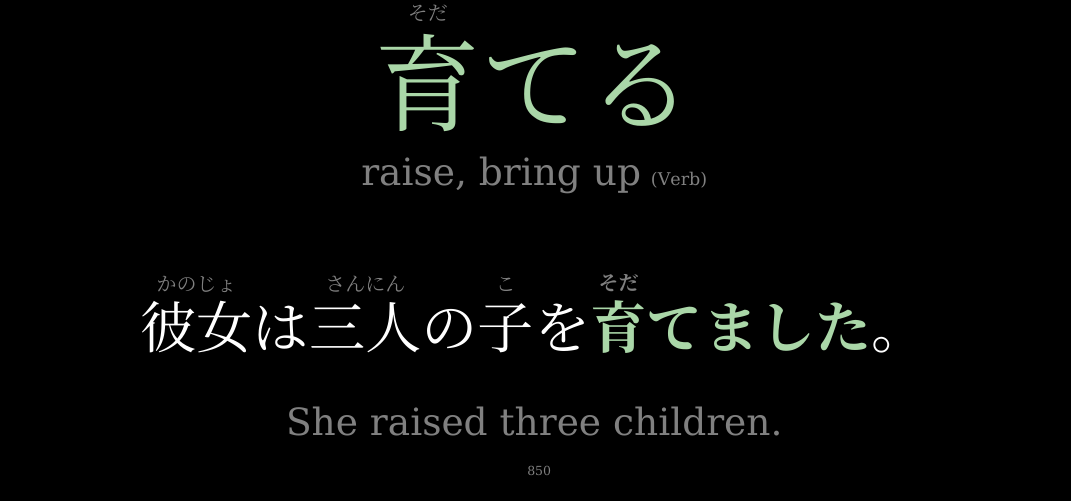 そだ
育てる
raise, bring up (Verb)
かのじょ さんにん こ そだ
彼女は三人の子を育てました。
She raised three children.
850